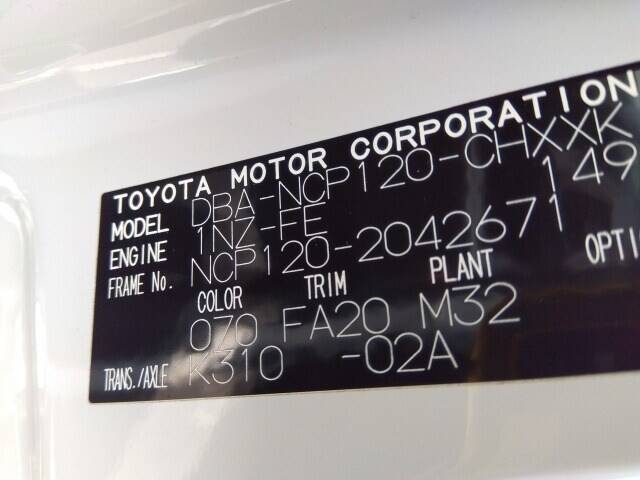 TOYOTA MOTOR CORPORATION
MODEL DBA-NCP120-CHXXK
ENGINE 1NZ-FE 149
FRAME No. NCP120-2042671
COLOR TRIM PLANT OPTI
070 FA20 M32
TRANS./AXLE K310 -02A